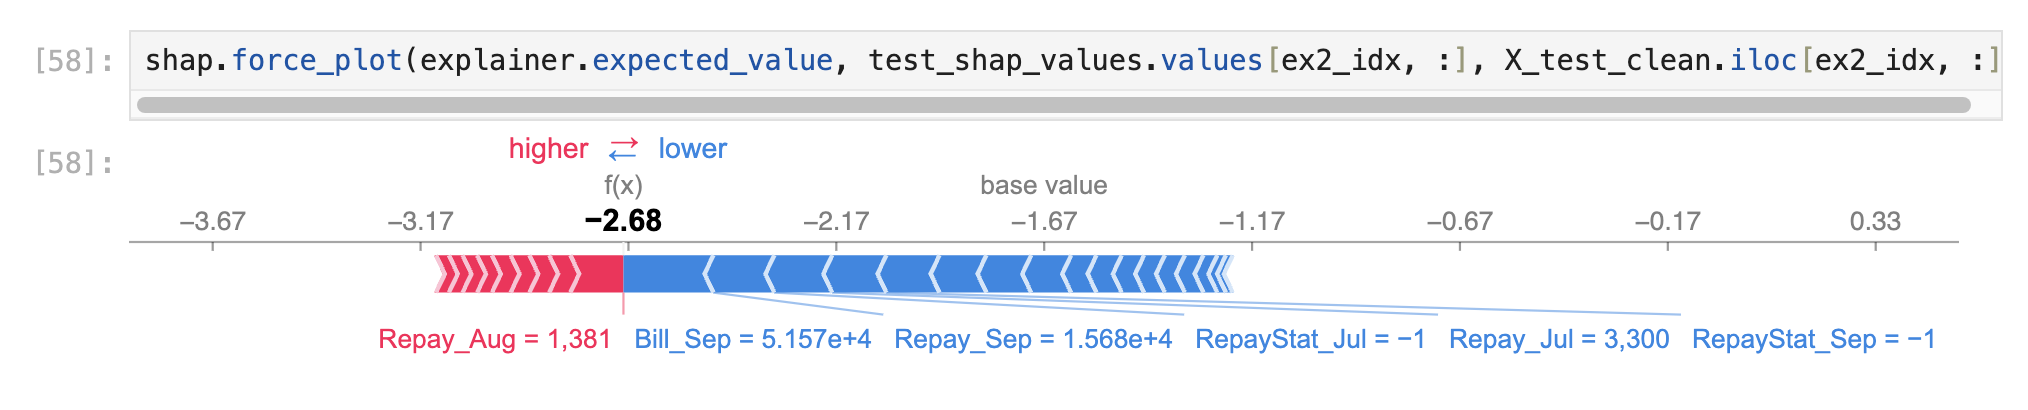 [58]: shap.force_plot(explainer.expected_value, test_shap_values.values[ex2_idx, :], X_test_clean.iloc[ex2_idx, :]
[58]:
higher lower
f(x) base value
−3.67 −3.17 −2.68 −2.17 −1.67 −1.17 −0.67 −0.17 0.33
Repay_Aug = 1,381 Bill_Sep = 5.157e+4 Repay_Sep = 1.568e+4 RepayStat_Jul = −1 Repay_Jul = 3,300 RepayStat_Sep = −1